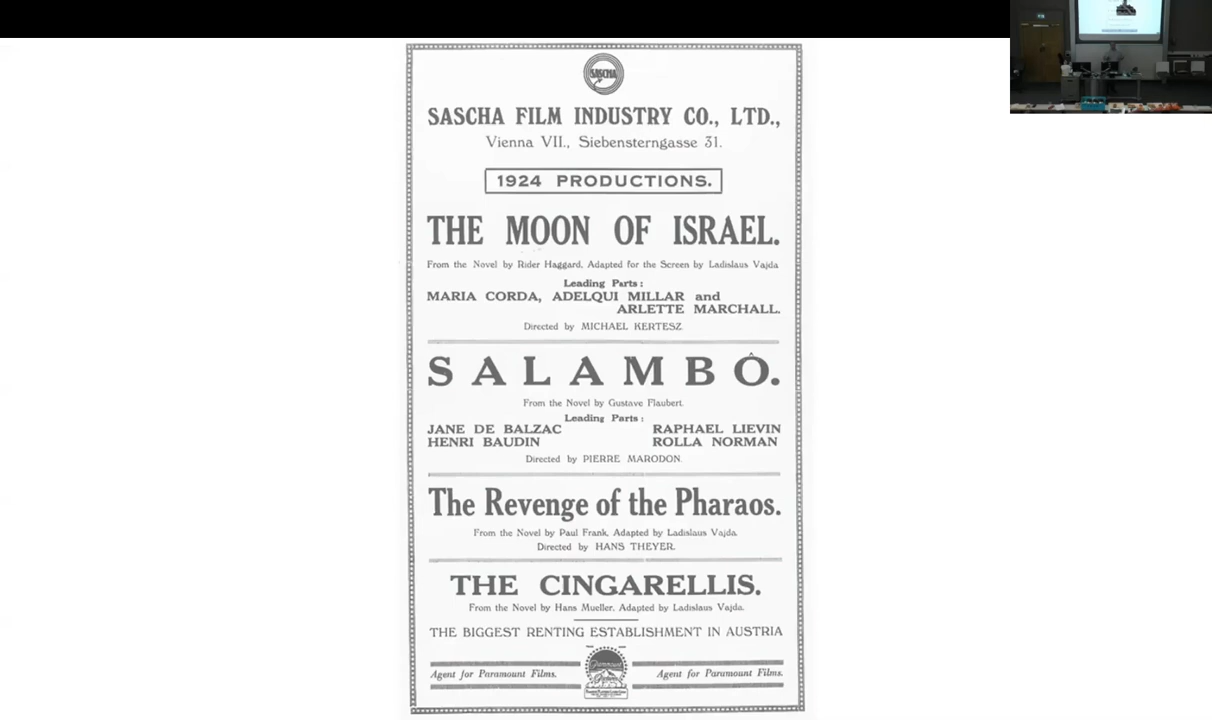 SASCHA
SASCHA FILM INDUSTRY CO., LTD.,
Vienna VII., Siebensterngasse 31.
1924 PRODUCTIONS.
THE MOON OF ISRAEL.
From the Novel by Rider Haggard, Adapted for the Screen by Ladislaus Vajda
Leading Parts:
MARIA CORDA, ADELQUI MILLAR and
ARLETTE MARCHALL.
Directed by MICHAEL KERTESZ
SALAMBÔ.
From the Novel by Gustave Flaubert.
Leading Parts:
JANE DE BALZAC RAPHAEL LIEVIN
HENRI BAUDIN ROLLA NORMAN
Directed by PIERRE MARODON.
The Revenge of the Pharaos.
From the Novel by Paul Frank, Adapted by Ladislaus Vajda.
Directed by HANS THEYER.
THE CINGARELLIS.
From the Novel by Hans Mueller, Adapted by Ladislaus Vajda.
THE BIGGEST RENTING ESTABLISHMENT IN AUSTRIA
Agent for Paramount Films. Paramount Pictures Agent for Paramount Films.